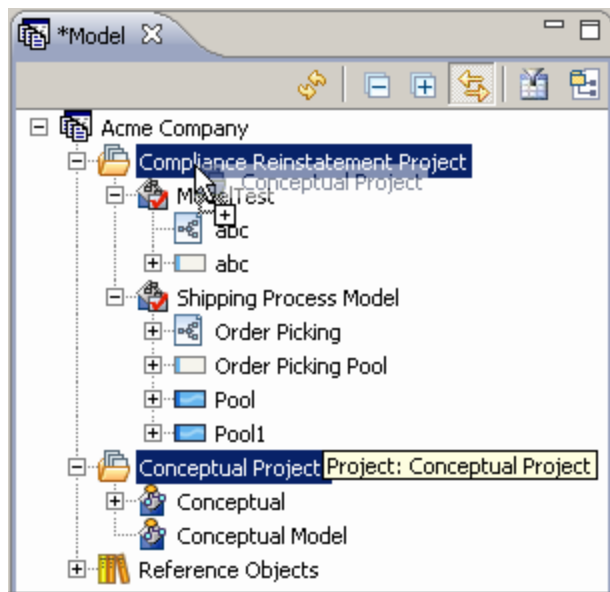 *Model
Acme Company
Compliance Reinstatement Project
Conceptual Project
ModelTest
abc
abc
Shipping Process Model
Order Picking
Order Picking Pool
Pool
Pool1
Conceptual Project Project: Conceptual Project
Conceptual
Conceptual Model
Reference Objects